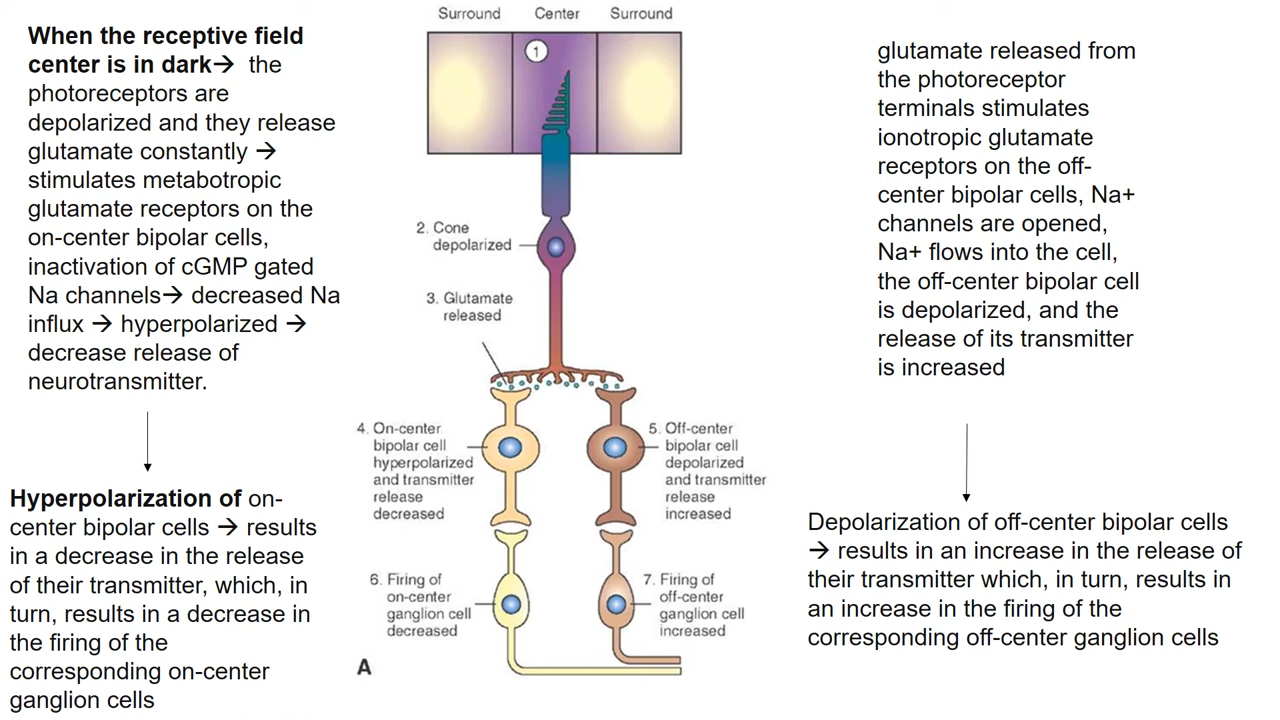 When the receptive field
center is in dark→ the
photoreceptors are
depolarized and they release
glutamate constantly →
stimulates metabotropic
glutamate receptors on the
on-center bipolar cells,
inactivation of cGMP gated
Na channels→ decreased Na
influx → hyperpolarized →
decrease release of
neurotransmitter.
Hyperpolarization of on-
center bipolar cells → results
in a decrease in the release
of their transmitter, which, in
turn, results in a decrease in
the firing of the
corresponding on-center
ganglion cells
Surround Center Surround
1
2. Cone
depolarized
3. Glutamate
released
4. On-center
bipolar cell
hyperpolarized
and transmitter
release
decreased
5. Off-center
bipolar cell
depolarized
and transmitter
release
increased
6. Firing of
on-center
ganglion cell
decreased
7. Firing of
off-center
ganglion cell
increased
A
glutamate released from
the photoreceptor
terminals stimulates
ionotropic glutamate
receptors on the off-
center bipolar cells, Na+
channels are opened,
Na+ flows into the cell,
the off-center bipolar cell
is depolarized, and the
release of its transmitter
is increased
Depolarization of off-center bipolar cells
→ results in an increase in the release of
their transmitter which, in turn, results in
an increase in the firing of the
corresponding off-center ganglion cells